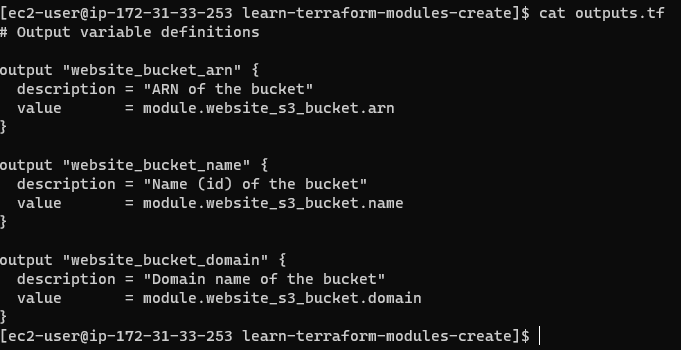 [ec2-user@ip-172-31-33-253 learn-terraform-modules-create]$ cat outputs.tf
# Output variable definitions

output "website_bucket_arn" {
  description = "ARN of the bucket"
  value       = module.website_s3_bucket.arn
}

output "website_bucket_name" {
  description = "Name (id) of the bucket"
  value       = module.website_s3_bucket.name
}

output "website_bucket_domain" {
  description = "Domain name of the bucket"
  value       = module.website_s3_bucket.domain
}
[ec2-user@ip-172-31-33-253 learn-terraform-modules-create]$